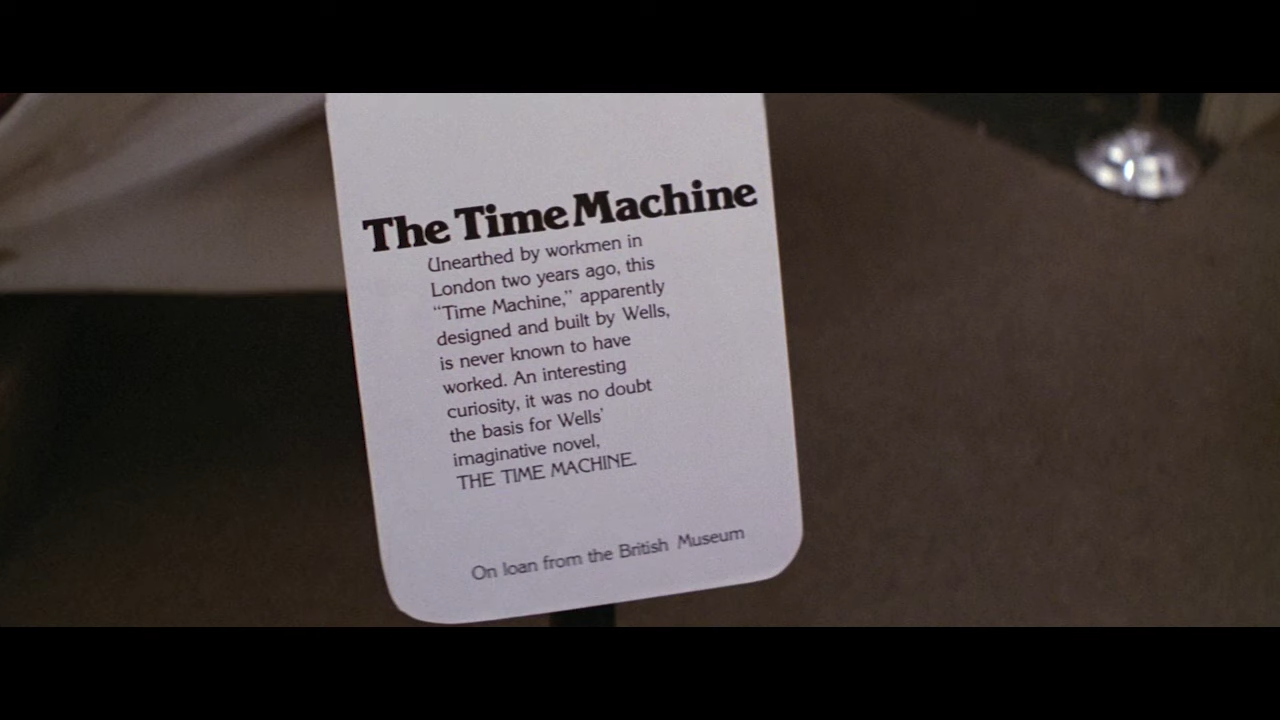 The Time Machine
Unearthed by workmen in
London two years ago, this
“Time Machine,” apparently
designed and built by Wells,
is never known to have
worked. An interesting
curiosity, it was no doubt
the basis for Wells’
imaginative novel,
THE TIME MACHINE.
On loan from the British Museum